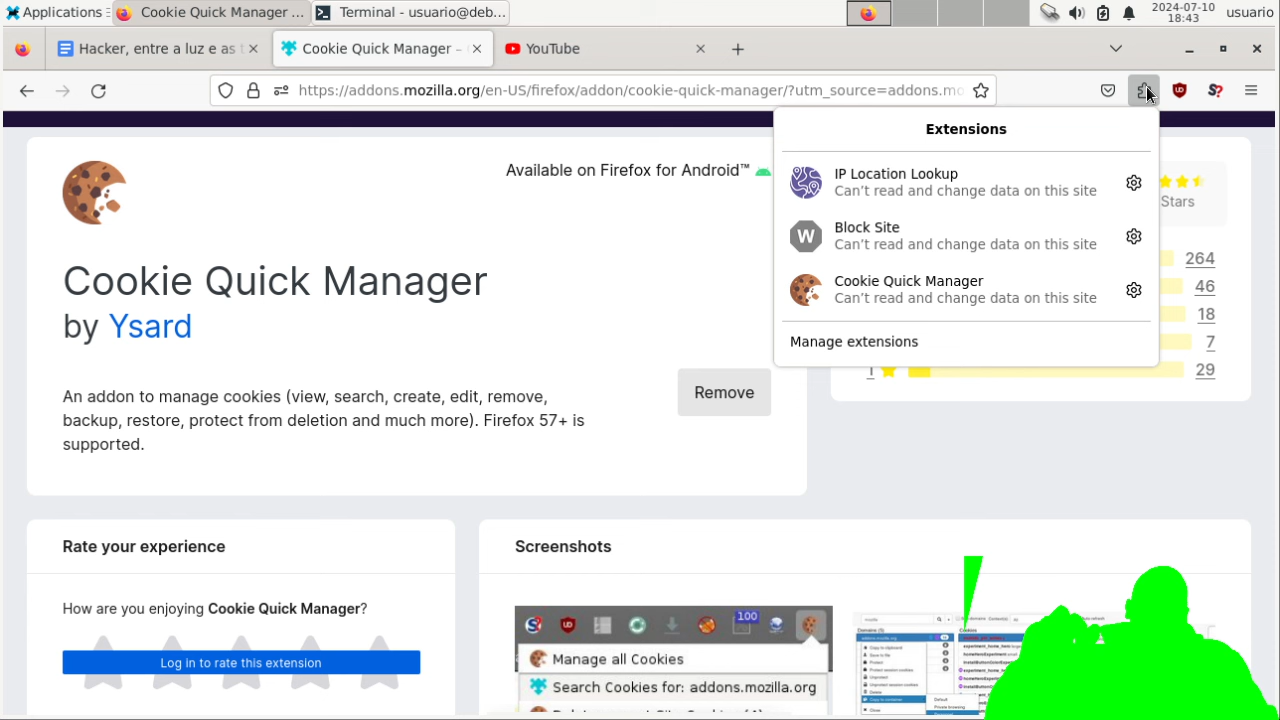 Applications
Cookie Quick Manager ...
Terminal - usuario@deb...
2024-07-10
18:43
usuario
Hacker, entre a luz e as t
Cookie Quick Manager –
YouTube
https://addons.mozilla.org/en-US/firefox/addon/cookie-quick-manager/?utm_source=addons.mo
Extensions
IP Location Lookup
Can’t read and change data on this site
W
Block Site
Can’t read and change data on this site
Cookie Quick Manager
Can’t read and change data on this site
Manage extensions
Available on Firefox for Android™
Cookie Quick Manager
by Ysard
An addon to manage cookies (view, search, create, edit, remove,
backup, restore, protect from deletion and much more). Firefox 57+ is
supported.
Remove
Stars
264
46
18
7
1
29
Rate your experience
How are you enjoying Cookie Quick Manager?
Log in to rate this extension
Screenshots
100
Manage all Cookies
Search Cookies for: addons.mozilla.org